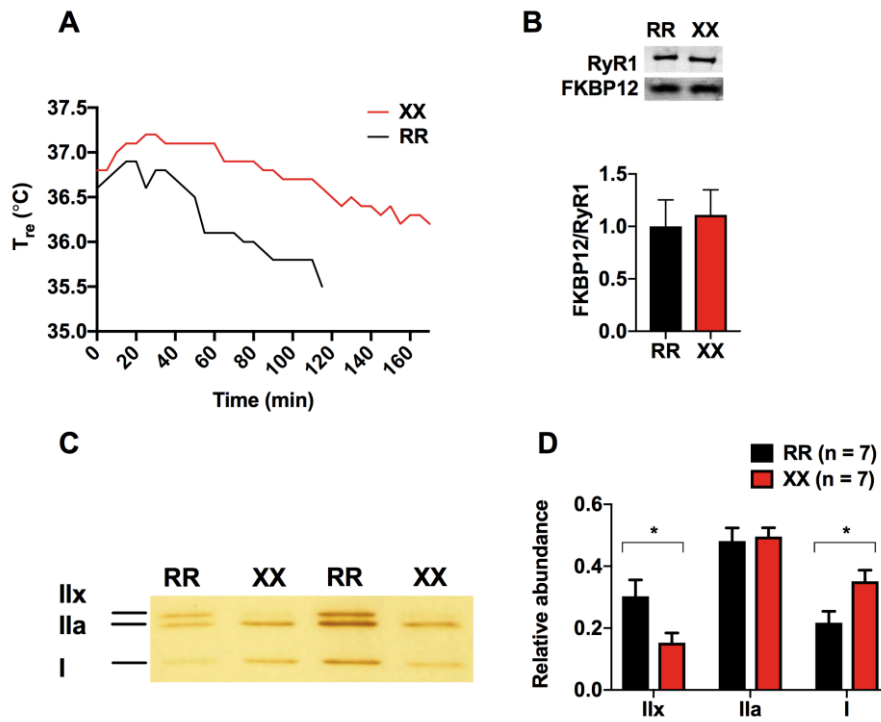 A
37.5
37.0
36.5
36.0
35.5
35.0
Tre (°C)
XX
RR
0
20
40
60
80
100
120
140
160
Time (min)
B
RR XX
RyR1
FKBP12
1.5
1.0
0.5
0.0
FKBP12/RyR1
RR XX
C
RR XX RR XX
IIx
IIa
I
D
RR (n = 7)
XX (n = 7)
0.6
0.4
0.2
0.0
Relative abundance
* *
IIx IIa I